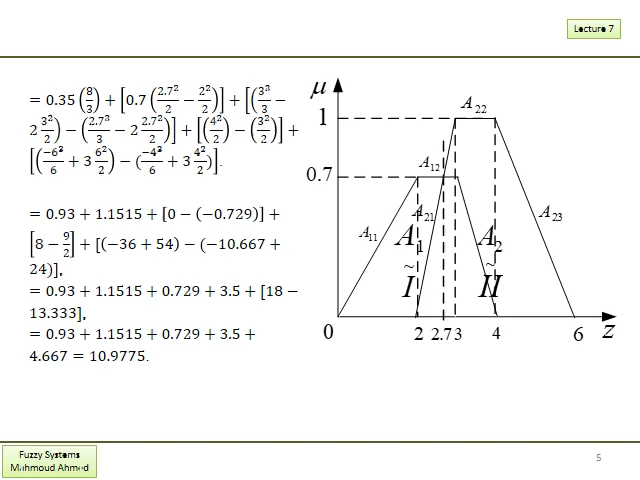 Lecture 7
= 0.35 (8/3) + [0.7 (2.7²/2 − 2²/2)] + [(3³/3 −
2 3²/2) − (2.7³/3 − 2 2.7²/2)] + [(4²/2) − (3²/2)] +
[(−6³/6 + 3 6²/2) − (−4³/6 + 3 4²/2)].
= 0.93 + 1.1515 + [0 − (−0.729)] +
[8 − 9/2] + [(−36 + 54) − (−10.667 +
24)],
= 0.93 + 1.1515 + 0.729 + 3.5 + [18 −
13.333],
= 0.93 + 1.1515 + 0.729 + 3.5 +
4.667 = 10.9775.
μ
A₂₂
1
A₁₂
0.7
A₂₁
A₂₃
A₁₁
A₁
A₂
I
II
0 2 2.7 3 4 6 z
Fuzzy Systems
Mahmoud Ahmed
5